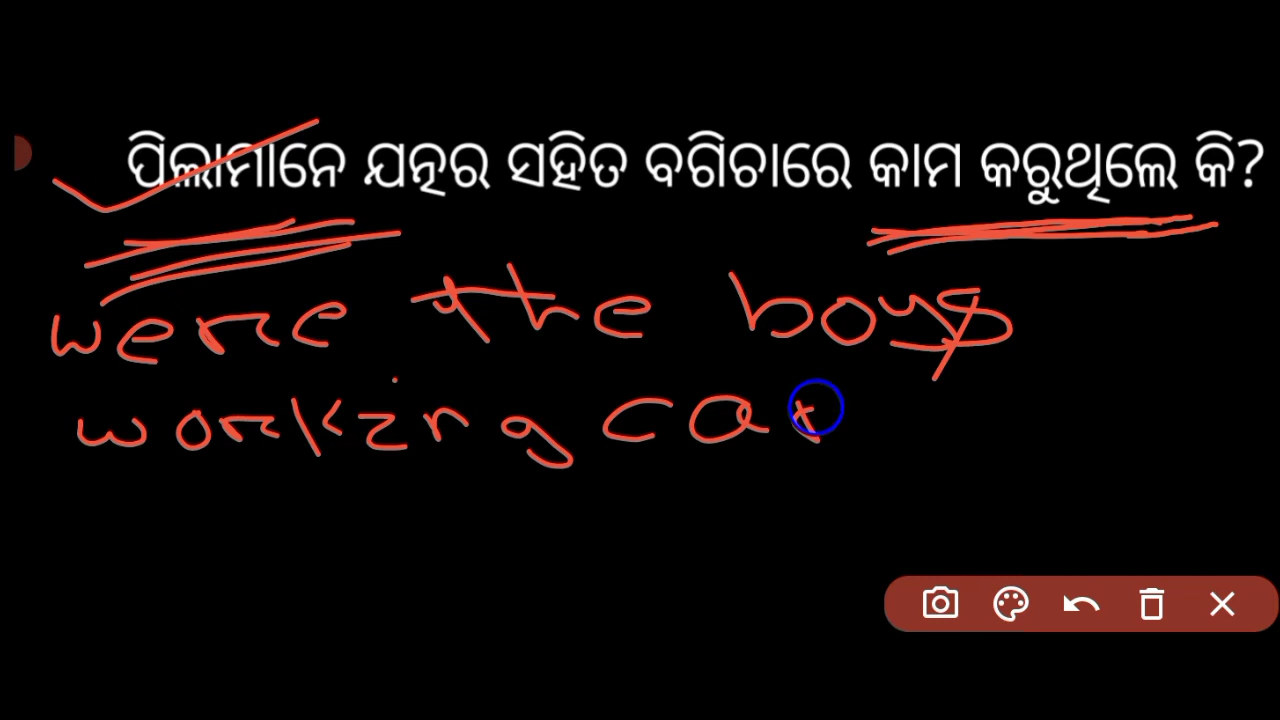 ପିଲାମାନେ ଯତ୍ନର ସହିତ ବଗିଚାରେ କାମ କରୁଥିଲେ କି?
were the boys
working car